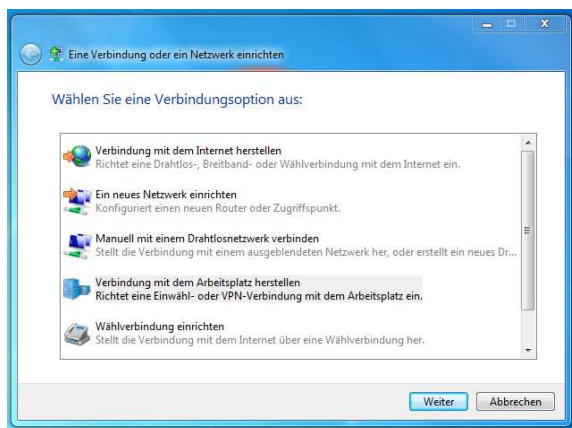 Eine Verbindung oder ein Netzwerk einrichten
Wählen Sie eine Verbindungsoption aus:
Verbindung mit dem Internet herstellen
Richtet eine Drahtlos-, Breitband- oder Wählverbindung mit dem Internet ein.
Ein neues Netzwerk einrichten
Konfiguriert einen neuen Router oder Zugriffspunkt.
Manuell mit einem Drahtlosnetzwerk verbinden
Stellt die Verbindung mit einem ausgeblendeten Netzwerk her, oder erstellt ein neues Dr...
Verbindung mit dem Arbeitsplatz herstellen
Richtet eine Einwähl- oder VPN-Verbindung mit dem Arbeitsplatz ein.
Wählverbindung einrichten
Stellt die Verbindung mit dem Internet über eine Wählverbindung her.
Weiter Abbrechen